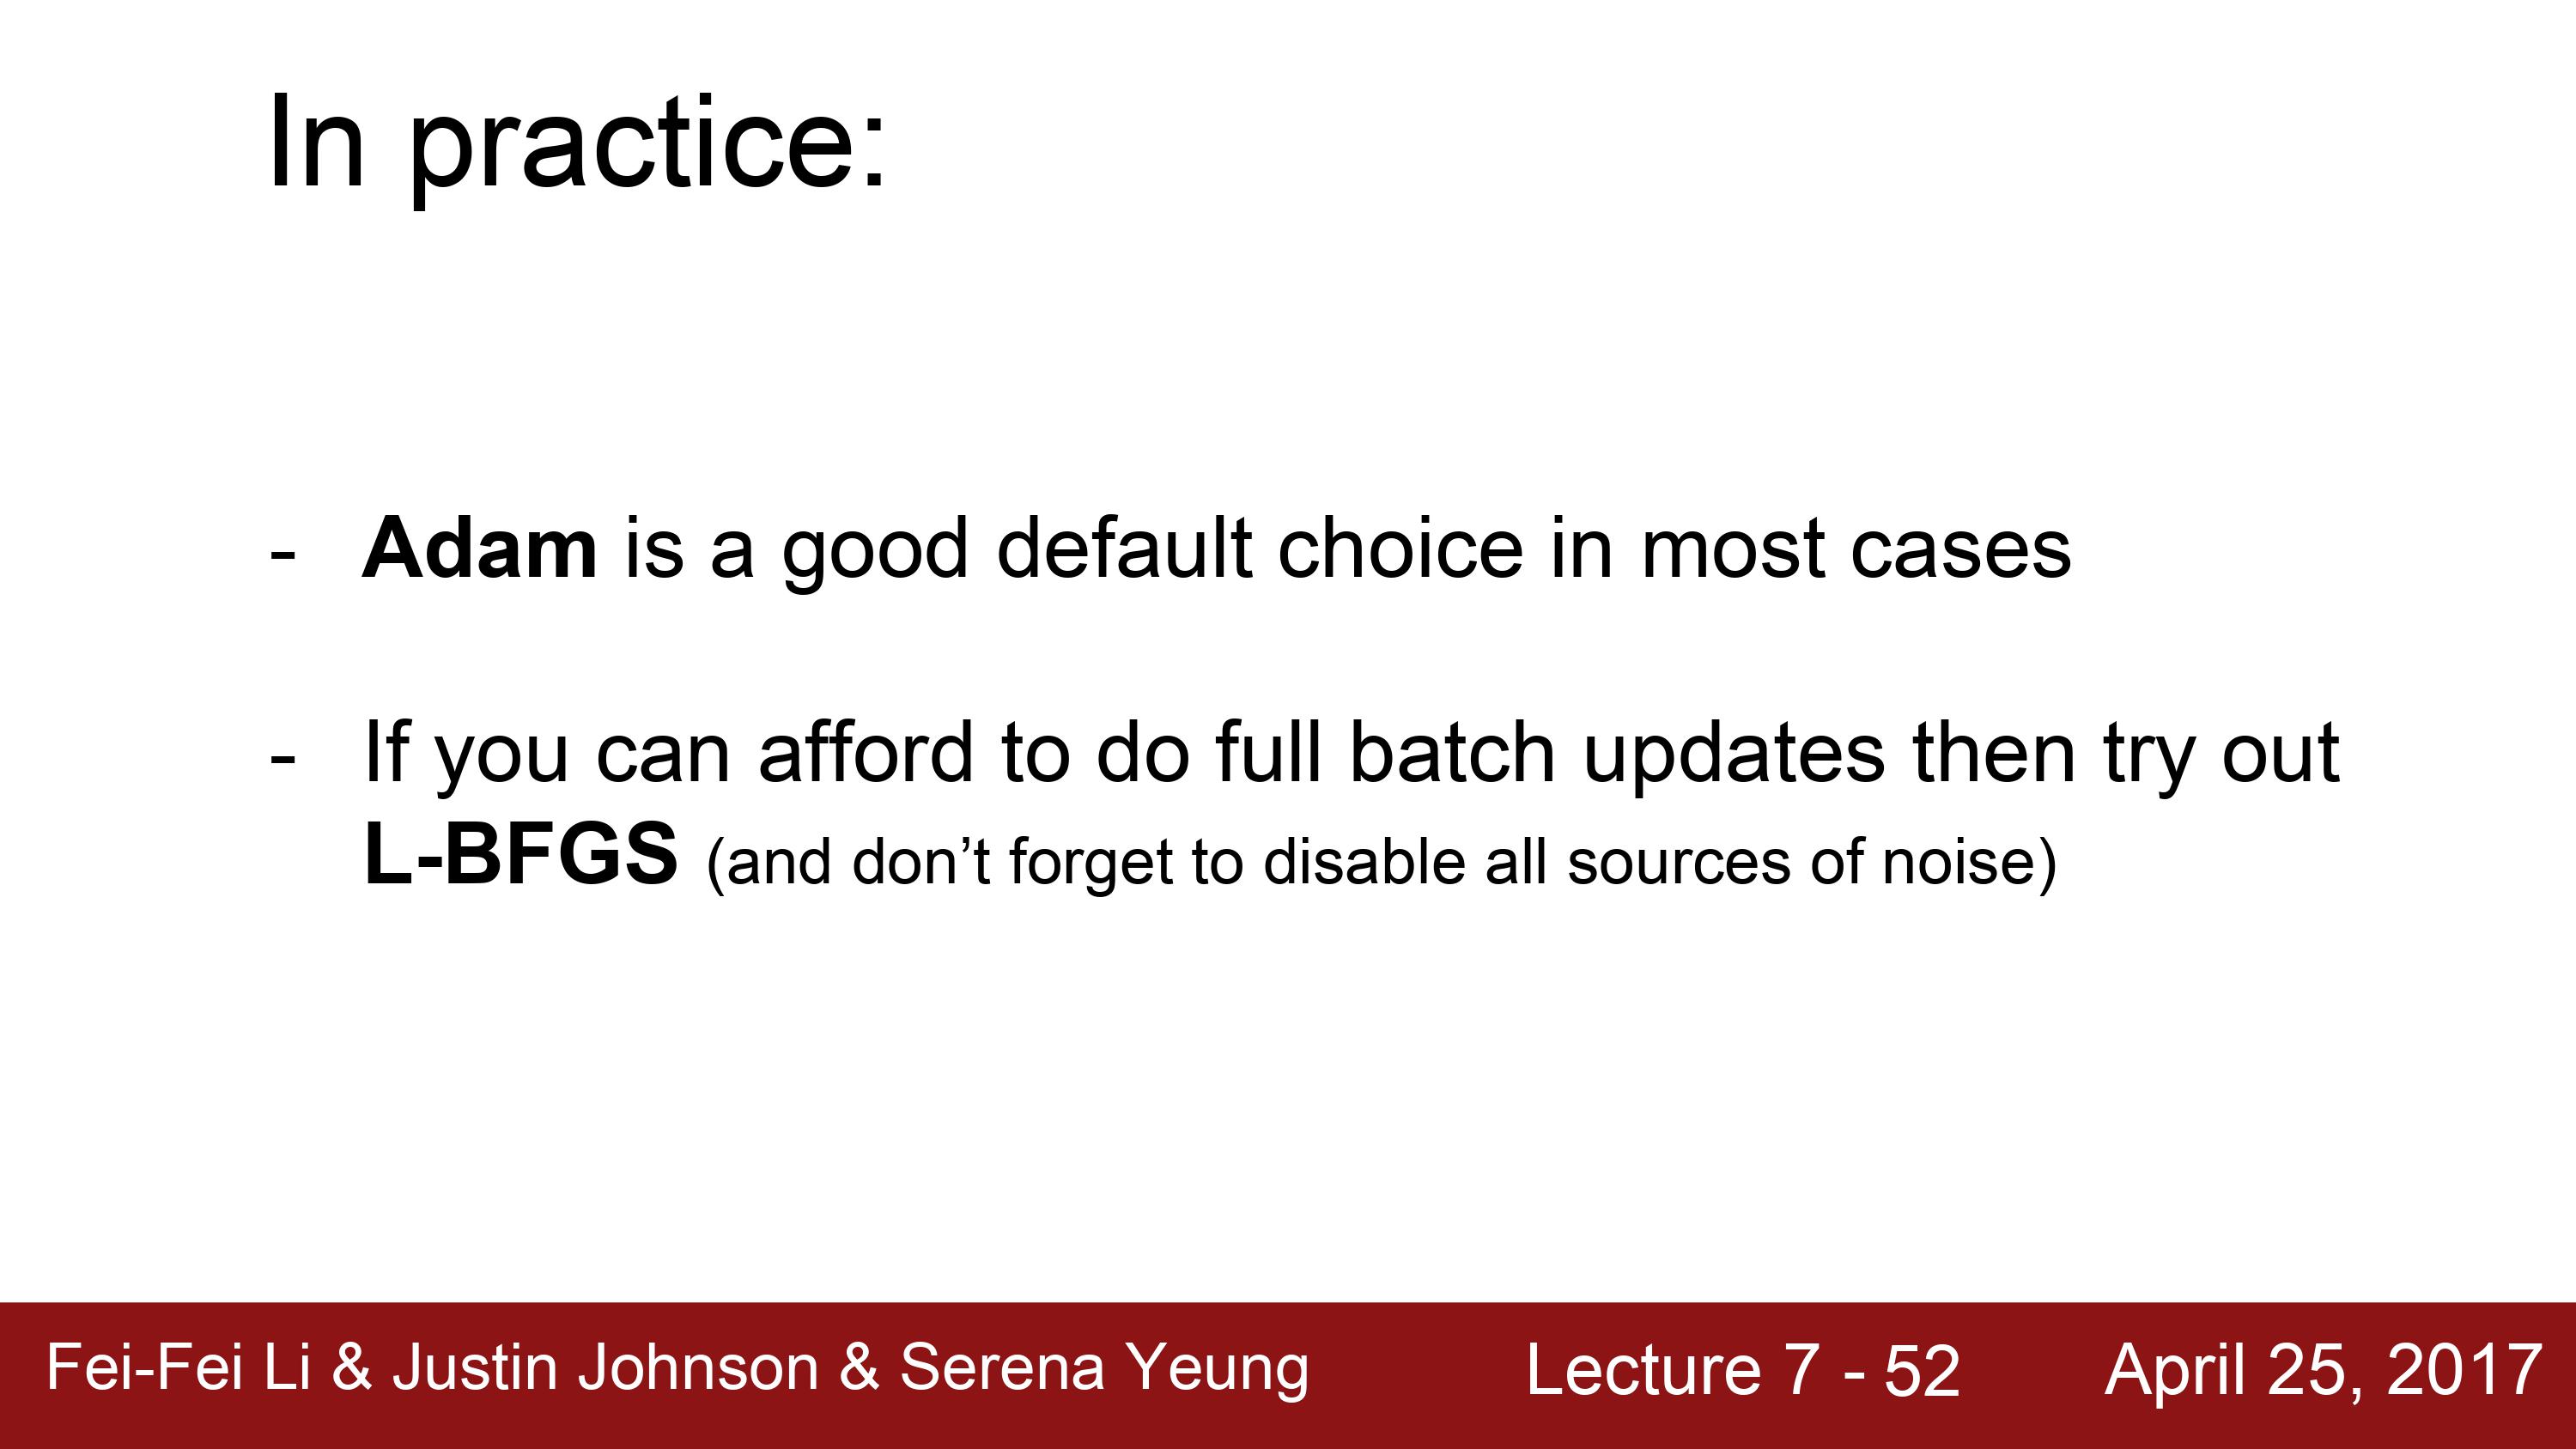 In practice:
- Adam is a good default choice in most cases
- If you can afford to do full batch updates then try out
L-BFGS (and don’t forget to disable all sources of noise)
Fei-Fei Li & Justin Johnson & Serena Yeung Lecture 7 - 52 April 25, 2017